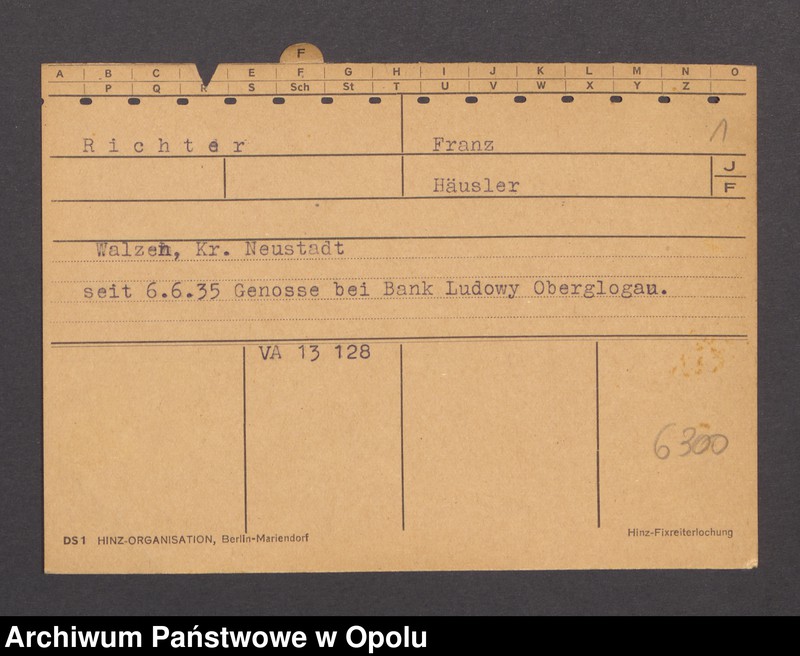 F
A B C E F G H I J K L M N O
P Q R S Sch St T U V W X Y Z
1
Richter Franz
Häusler J
F
Walzen, Kr. Neustadt
seit 6.6.35 Genosse bei Bank Ludowy Oberglogau.
VA 13 128
6300
DS1 HINZ-ORGANISATION, Berlin-Mariendorf Hinz-Fixreiterlochung
Archiwum Państwowe w Opolu